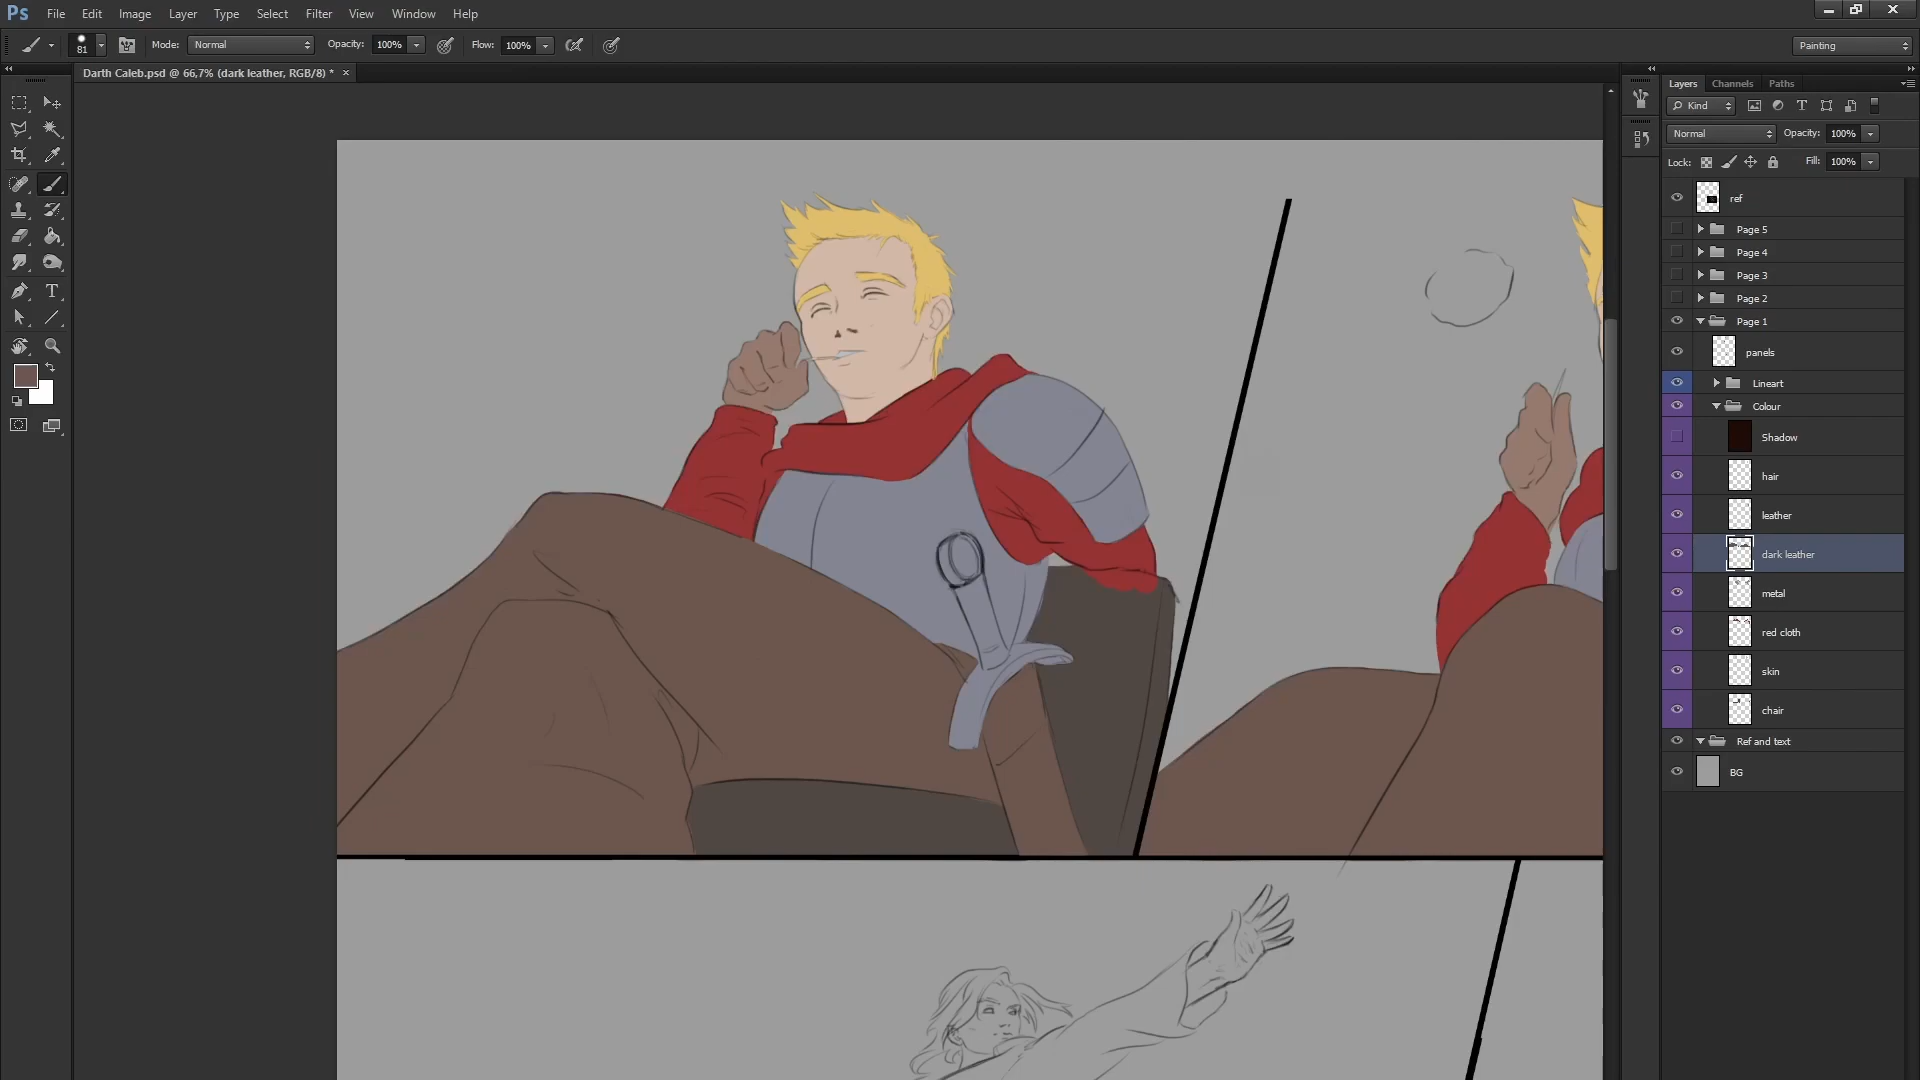 Ps File Edit Image Layer Type Select Filter View Window Help
81 Mode: Normal Opacity: 100% Flow: 100% Painting
Darth Caleb.psd @ 66,7% (dark leather, RGB/8) * ×
Layers Channels Paths
Kind
Normal Opacity: 100%
Lock: Fill: 100%
ref
Page 5
Page 4
Page 3
Page 2
Page 1
panels
Lineart
Colour
Shadow
hair
leather
dark leather
metal
red cloth
skin
chair
Ref and text
BG